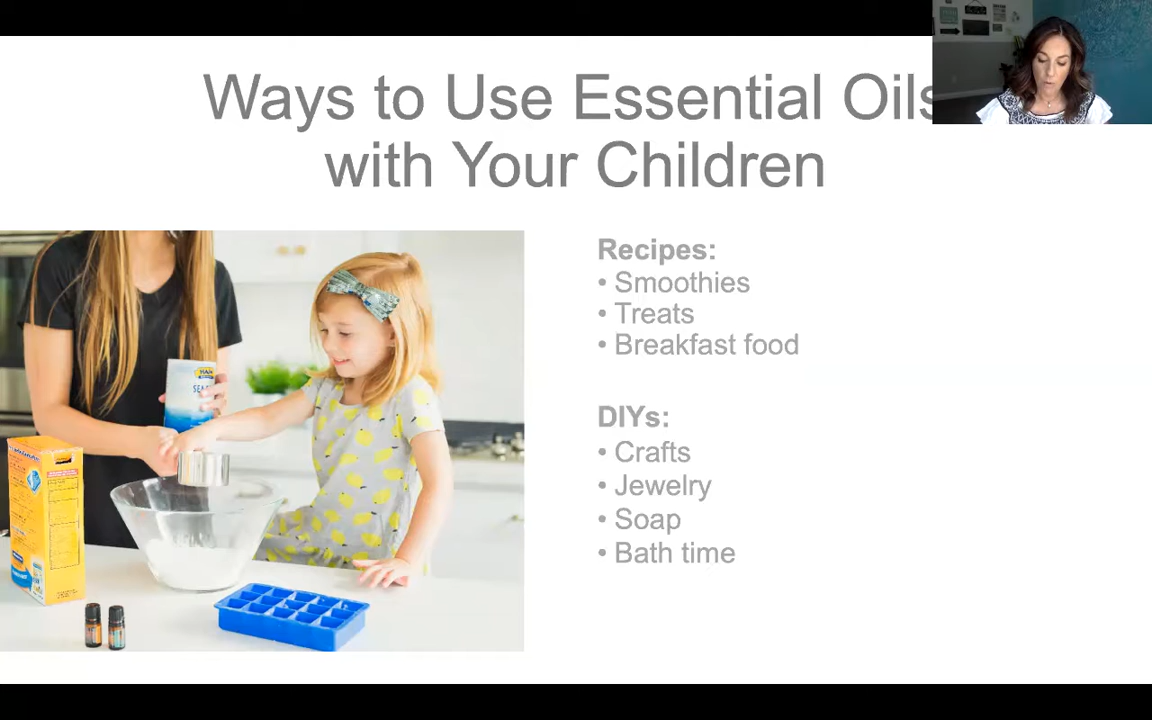 Ways to Use Essential Oils
with Your Children
Recipes:
• Smoothies
• Treats
• Breakfast food
DIYs:
• Crafts
• Jewelry
• Soap
• Bath time